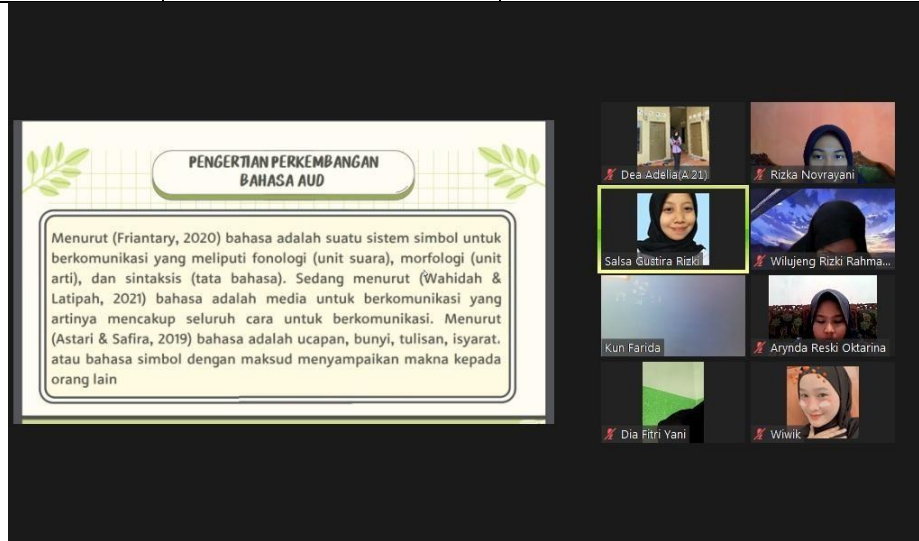 PENGERTIAN PERKEMBANGAN
BAHASA AUD
Menurut (Friantary, 2020) bahasa adalah suatu sistem simbol untuk
berkomunikasi yang meliputi fonologi (unit suara), morfologi (unit
arti), dan sintaksis (tata bahasa). Sedang menurut (Wahidah &
Latipah, 2021) bahasa adalah media untuk berkomunikasi yang
artinya mencakup seluruh cara untuk berkomunikasi. Menurut
(Astari & Safira, 2019) bahasa adalah ucapan, bunyi, tulisan, isyarat.
atau bahasa simbol dengan maksud menyampaikan makna kepada
orang lain
Dea Adelia(A 21)
Rizka Novrayani
Salsa Gustira Rizki
Wilujeng Rizki Rahma...
Kun Farida
Arynda Reski Oktarina
Dia Fitri Yani
Wiwik